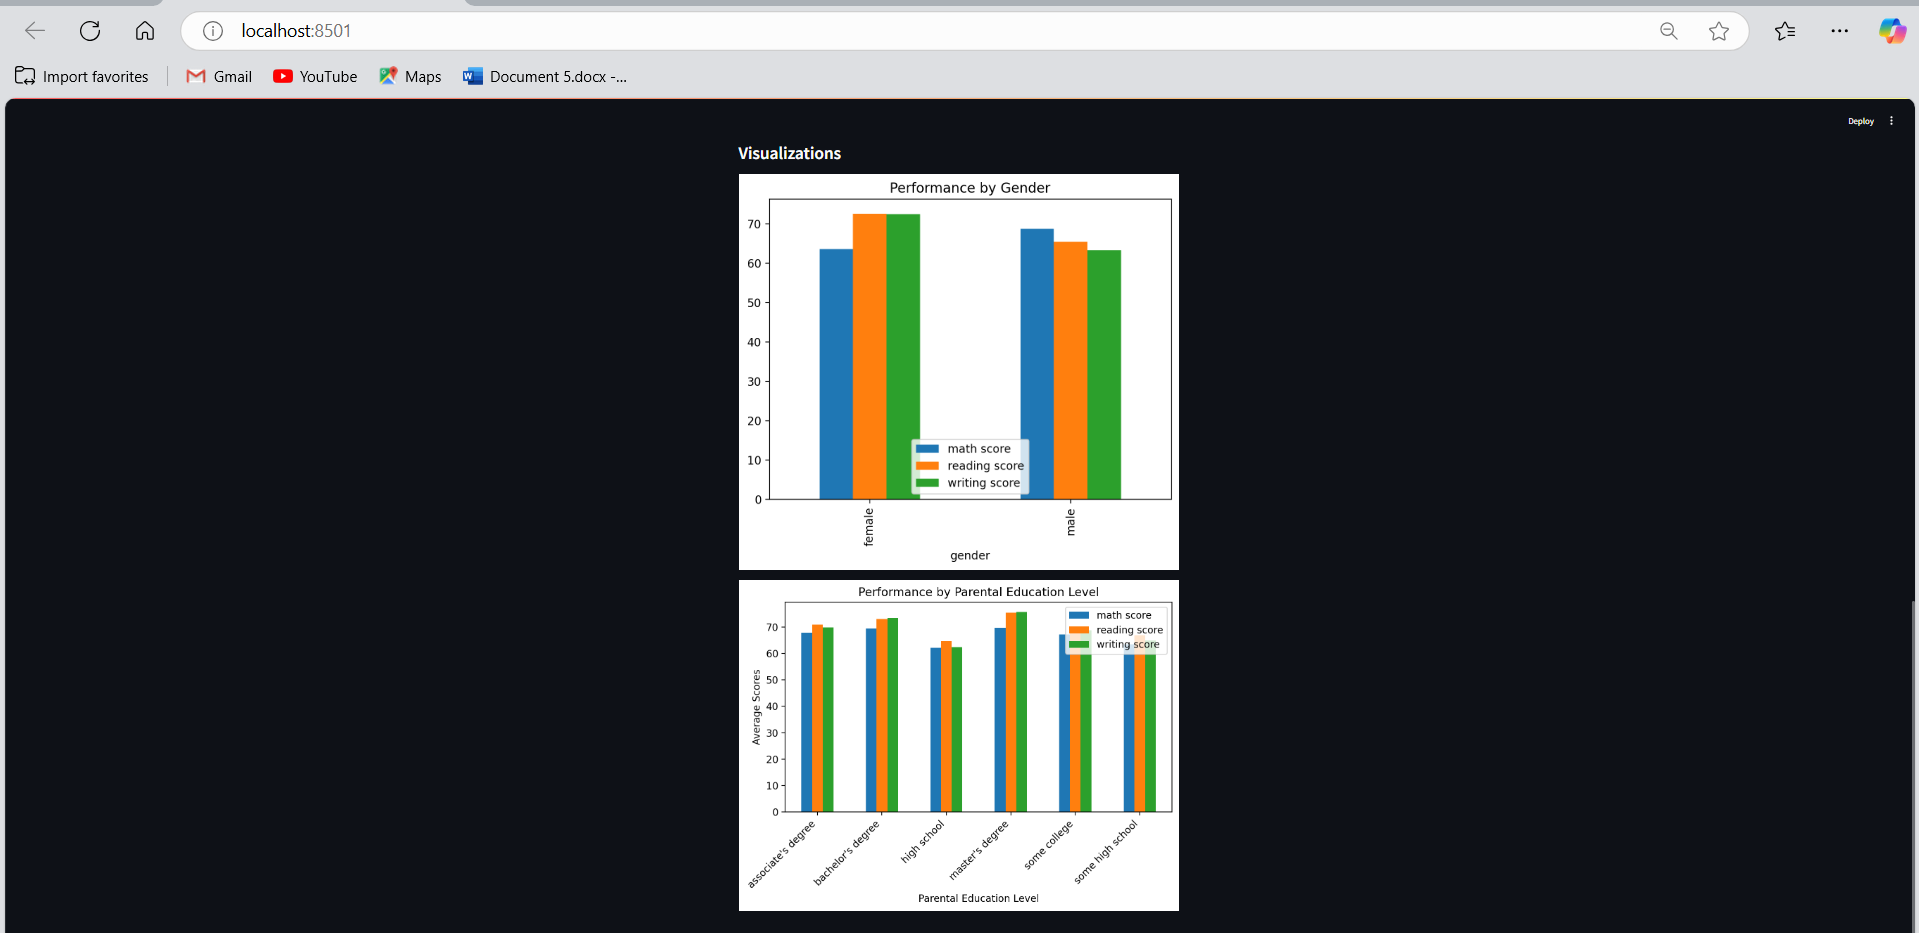 localhost:8501
Import favorites Gmail YouTube Maps Document 5.docx -...
Deploy
Visualizations
Performance by Gender
70
60
50
40
30
20
10
0
math score
reading score
writing score
female male
gender
Performance by Parental Education Level
70
60
50
40
30
20
10
0
Average Scores
math score
reading score
writing score
associate's degree bachelor's degree high school master's degree some college some high school
Parental Education Level